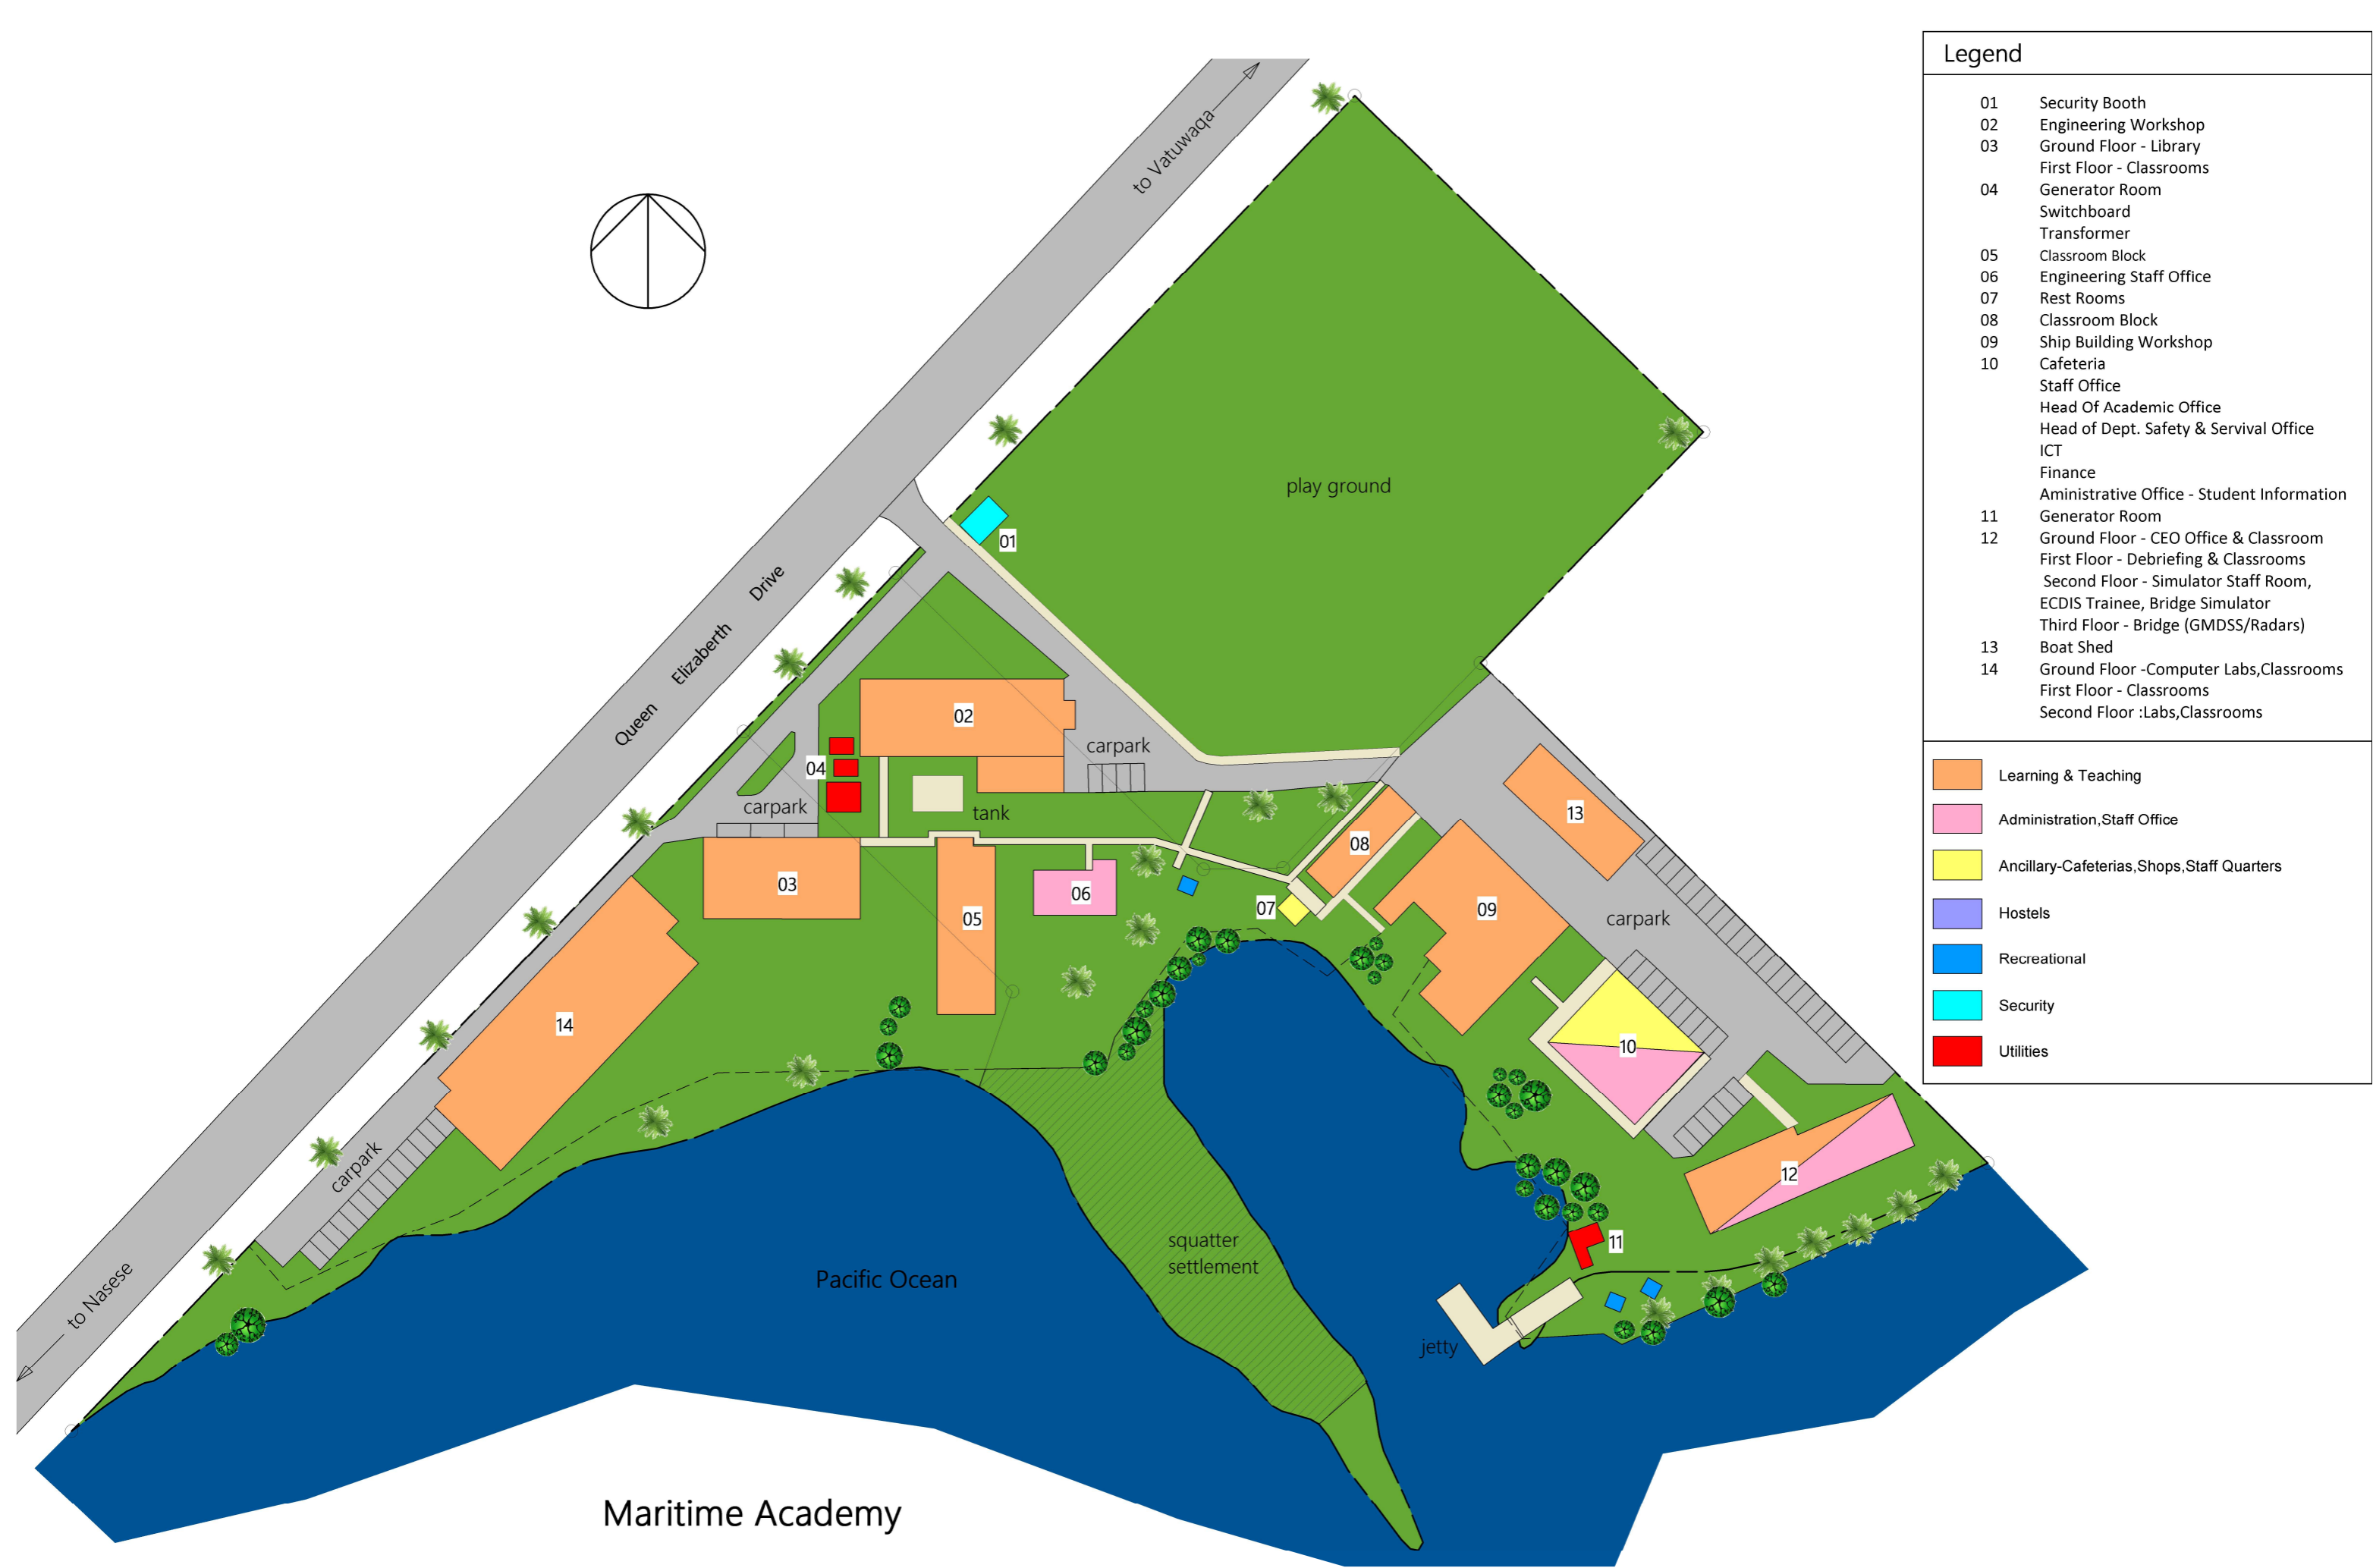 Legend
01 Security Booth
02 Engineering Workshop
03 Ground Floor - Library
First Floor - Classrooms
04 Generator Room
Switchboard
Transformer
05 Classroom Block
06 Engineering Staff Office
07 Rest Rooms
08 Classroom Block
09 Ship Building Workshop
10 Cafeteria
Staff Office
Head Of Academic Office
Head of Dept. Safety & Servival Office
ICT
Finance
Aministrative Office - Student Information
11 Generator Room
12 Ground Floor - CEO Office & Classroom
First Floor - Debriefing & Classrooms
Second Floor - Simulator Staff Room,
ECDIS Trainee, Bridge Simulator
Third Floor - Bridge (GMDSS/Radars)
13 Boat Shed
14 Ground Floor -Computer Labs,Classrooms
First Floor - Classrooms
Second Floor :Labs,Classrooms
Learning & Teaching
Administration,Staff Office
Ancillary-Cafeterias,Shops,Staff Quarters
Hostels
Recreational
Security
Utilities
to Vatuwaqa
play ground
01
Queen Elizaberth Drive
02
carpark
04
carpark
tank
13
08
03
06
05
07
09
carpark
14
10
carpark
12
11
squatter
settlement
Pacific Ocean
to Nasese
jetty
Maritime Academy